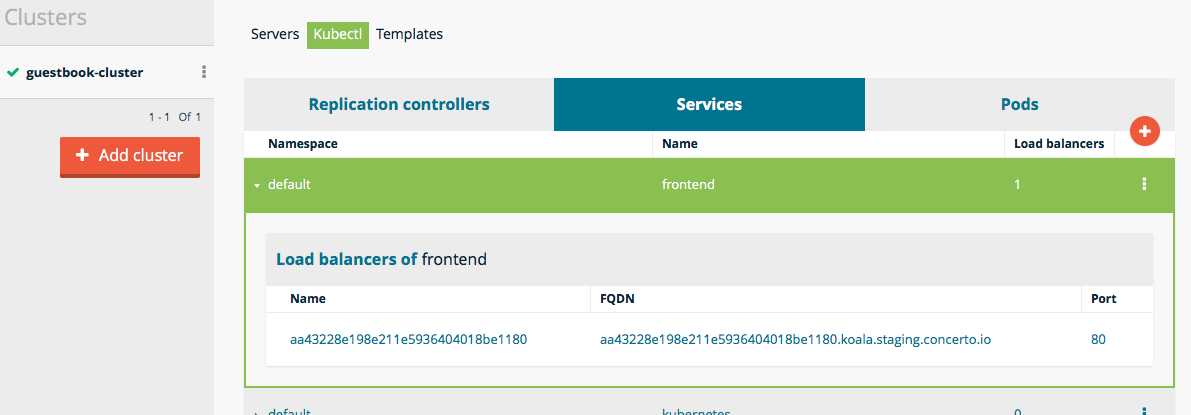 Clusters
Servers Kubectl Templates
guestbook-cluster
1 - 1 Of 1
Add cluster
Replication controllers Services Pods
Namespace Name Load balancers
default frontend 1
Load balancers of frontend
Name FQDN Port
aa43228e198e211e5936404018be1180 aa43228e198e211e5936404018be1180.koala.staging.concerto.io 80
default kubernetes 0